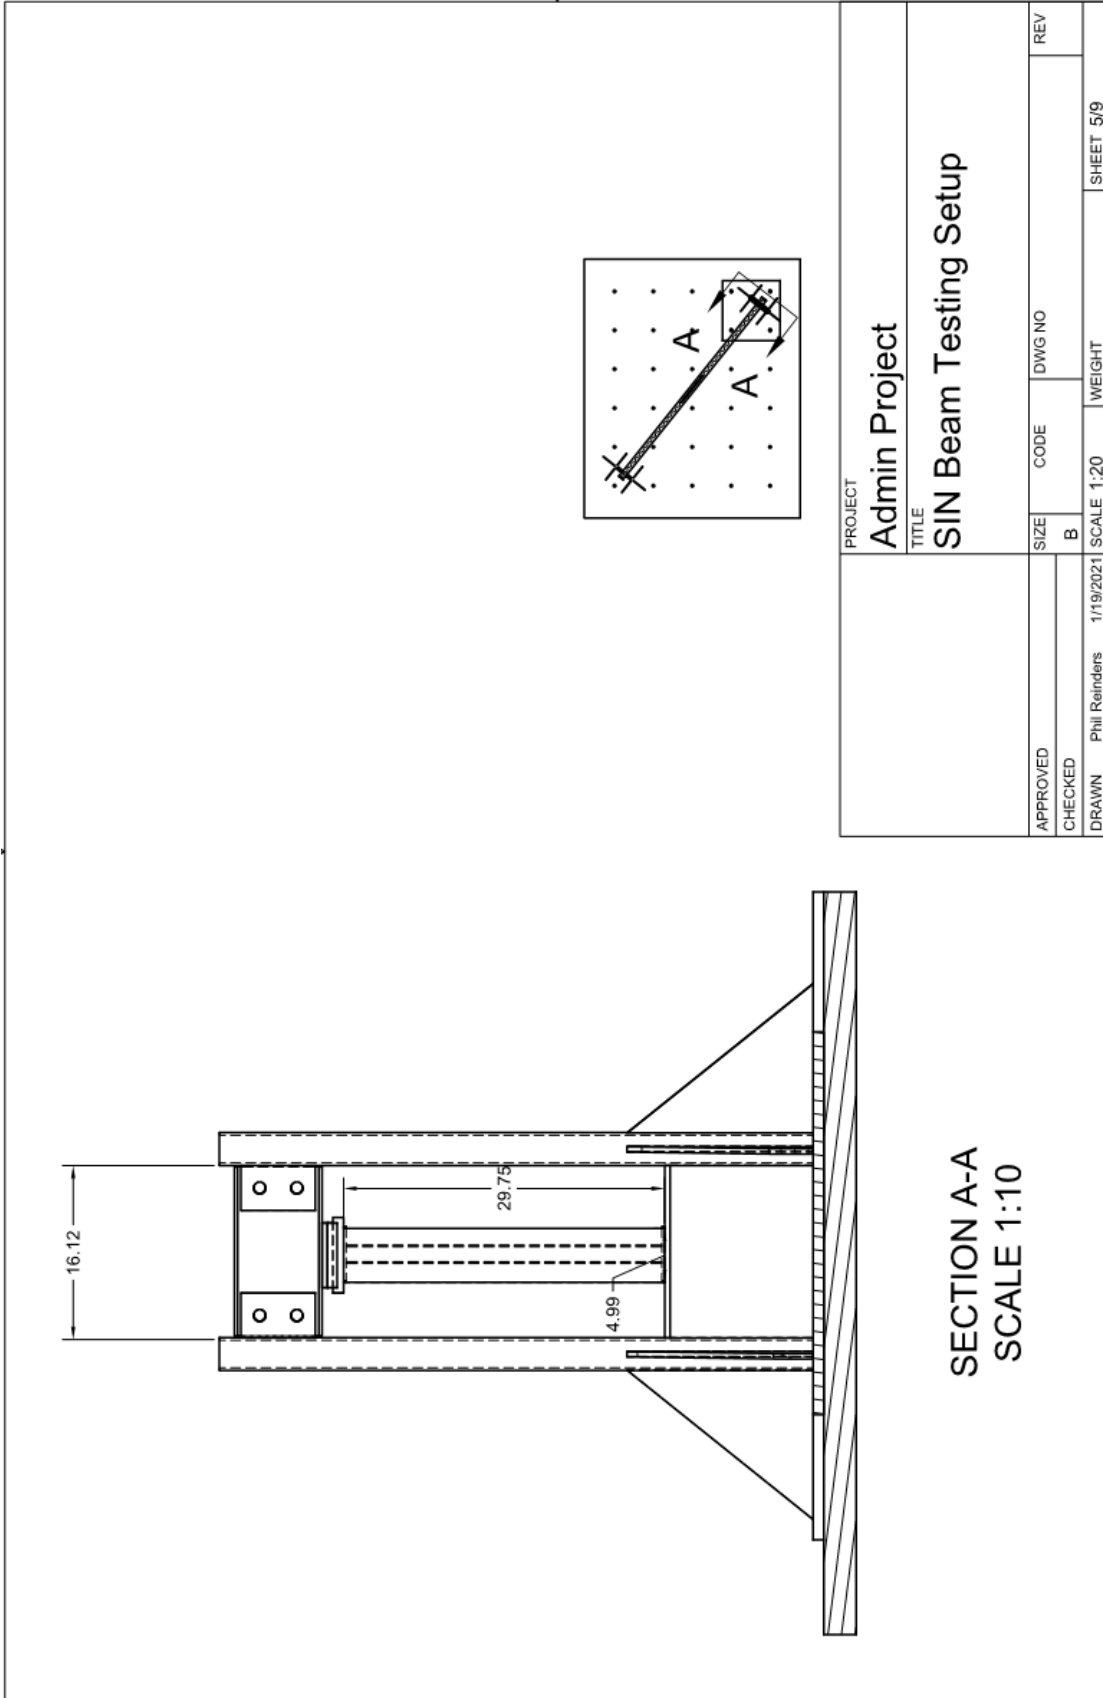 16.12
29.75
4.99
SECTION A-A
SCALE 1:10
A
A
PROJECT
Admin Project
TITLE
SIN Beam Testing Setup
APPROVED
CHECKED
DRAWN Phil Reinders 1/19/2021
SIZE
B
CODE
DWG NO
REV
SCALE 1:20
WEIGHT
SHEET 5/9